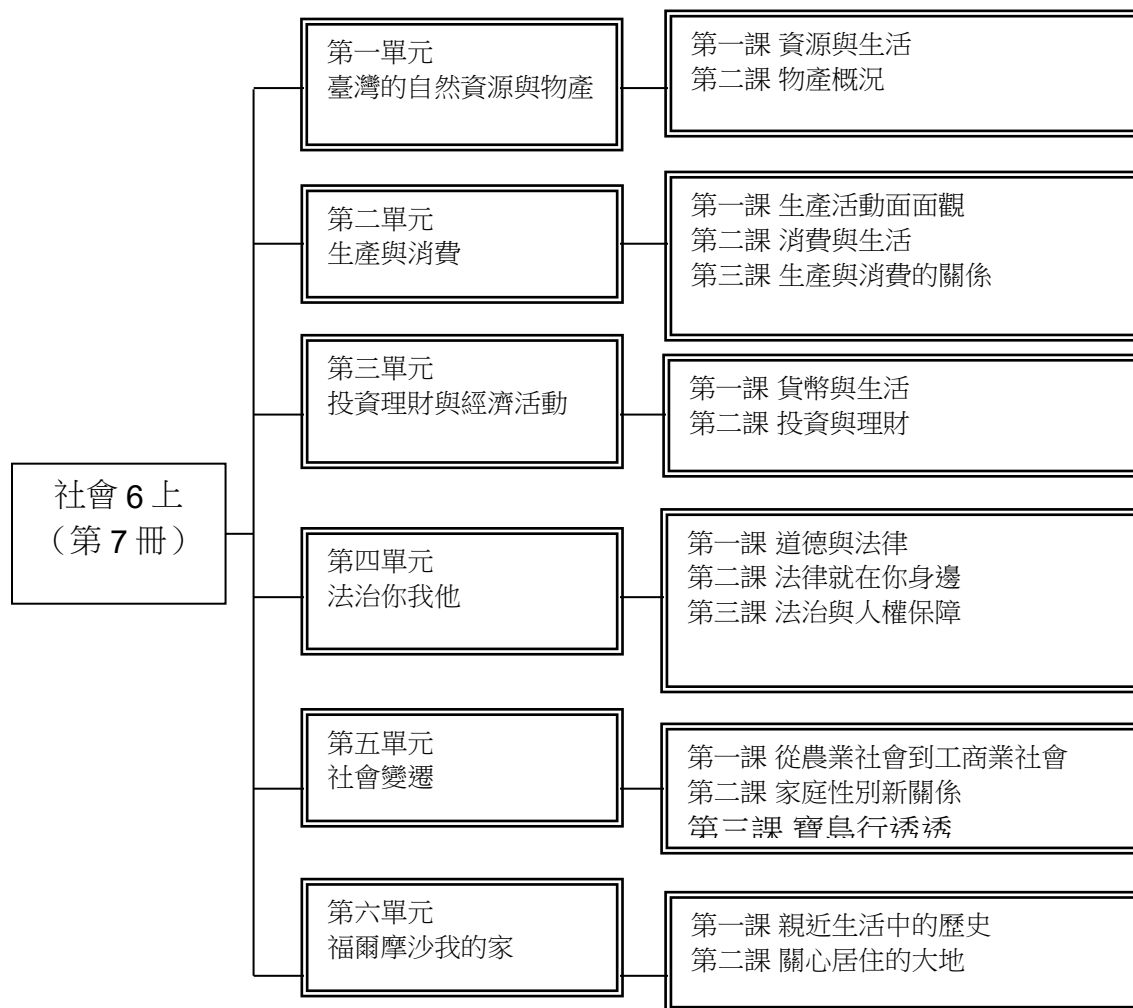 社會 6 上
（第 7 冊）
第一單元
臺灣的自然資源與物產
第一課 資源與生活
第二課 物產概況
第二單元
生產與消費
第一課 生產活動面面觀
第二課 消費與生活
第三課 生產與消費的關係
第三單元
投資理財與經濟活動
第一課 貨幣與生活
第二課 投資與理財
第四單元
法治你我他
第一課 道德與法律
第二課 法律就在你身邊
第三課 法治與人權保障
第五單元
社會變遷
第一課 從農業社會到工商業社會
第二課 家庭性別新關係
第三課 寶島行透透
第六單元
福爾摩沙我的家
第一課 親近生活中的歷史
第二課 關心居住的大地